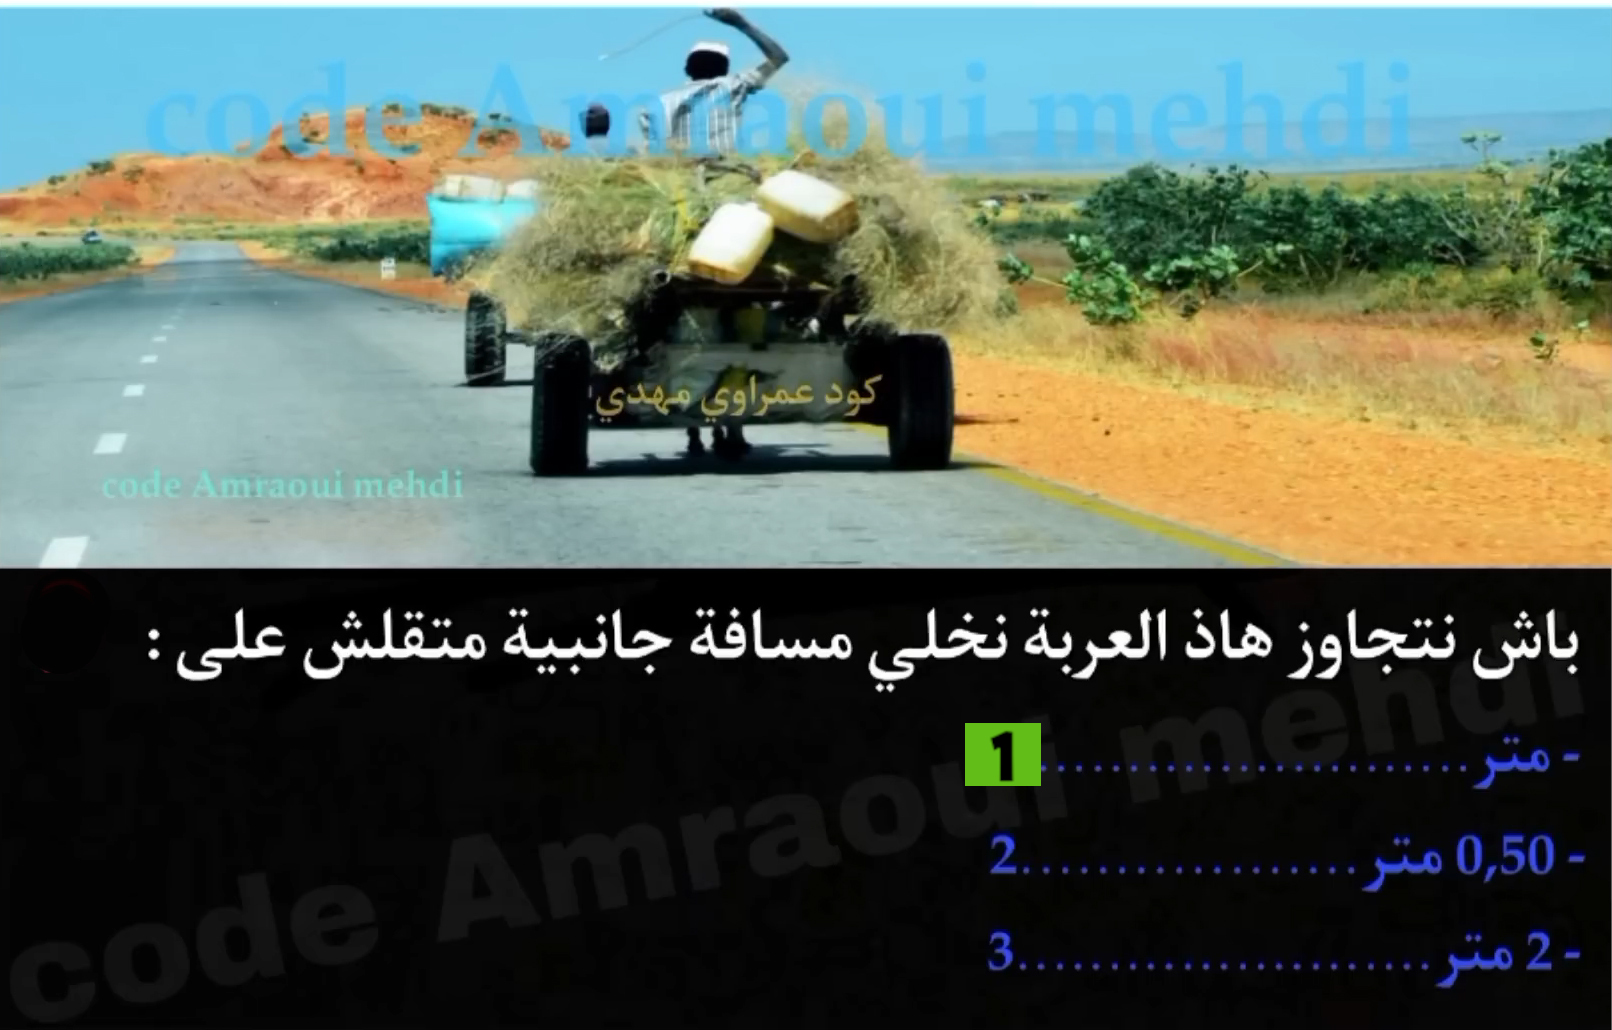 code Amraoui mehdi
كود عمراوي مهدي
code Amraoui mehdi
باش نتجاوز هاذ العربة نخلي مسافة جانبية متقلش على :
- متر.........................1
- 0,50 متر..................2
- 2 متر.......................3
code Amraoui mehdi